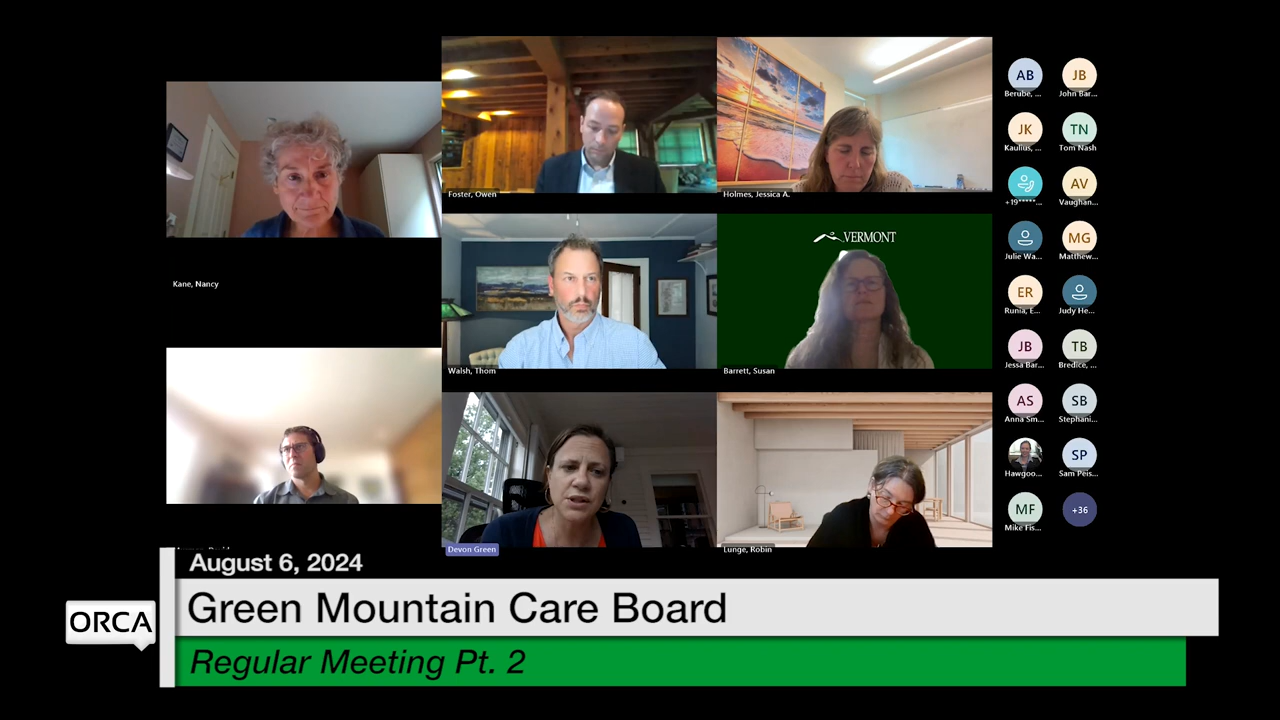 AB
JB
Berube, ...
John Bar...
VERMONT
JK
TN
Kaulius, ...
Tom Nash
Foster, Owen
Holmes, Jessica A.
AV
+19*****...
Vaughan...
MG
Julie Wa...
Matthew...
Kane, Nancy
ER
Runia, E...
Judy He...
JB
TB
Jessa Bar...
Bredice, ...
Walsh, Thom
Barrett, Susan
AS
SB
Anna Sm...
Stephani...
SP
Hawgoo...
Sam Peis...
MF
+36
Mike Fis...
Devon Green
Lunge, Robin
August 6, 2024
ORCA
Green Mountain Care Board
Regular Meeting Pt. 2